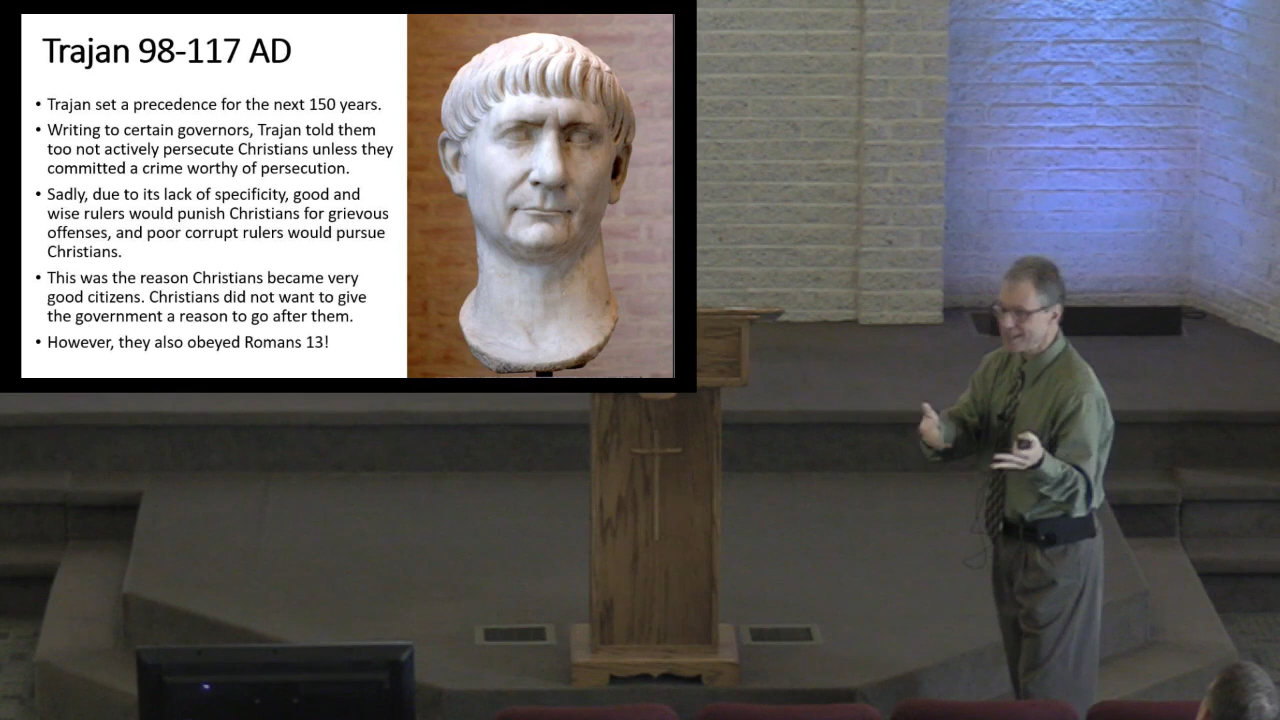 Trajan 98-117 AD
• Trajan set a precedence for the next 150 years.
• Writing to certain governors, Trajan told them
too not actively persecute Christians unless they
committed a crime worthy of persecution.
• Sadly, due to its lack of specificity, good and
wise rulers would punish Christians for grievous
offenses, and poor corrupt rulers would pursue
Christians.
• This was the reason Christians became very
good citizens. Christians did not want to give
the government a reason to go after them.
• However, they also obeyed Romans 13!